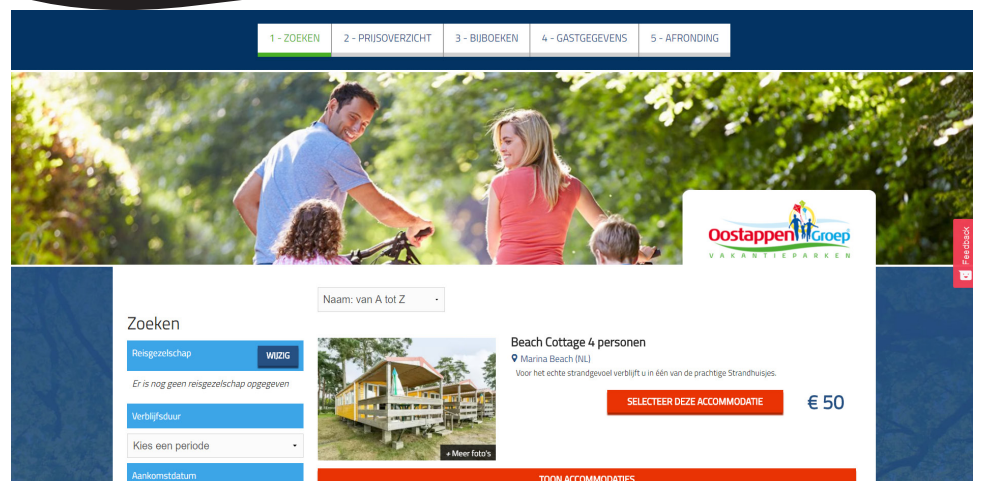 1 - ZOEKEN
2 - PRIJSOVERZICHT
3 - BIJBOEKEN
4 - GASTGEGEVENS
5 - AFRONDING
Oostappen Groep
VAKANTIEPARKEN
Feedback
Naam: van A tot Z
Zoeken
Reisgezelschap
WIJZIG
Er is nog geen reisgezelschap opgegeven
Verblijfsduur
Kies een periode
Aankomstdatum
+ Meer foto's
Beach Cottage 4 personen
Marina Beach (NL)
Voor het echte strandgevoel verblijft u in één van de prachtige Strandhuisjes.
SELECTEER DEZE ACCOMMODATIE
€ 50
TOON ACCOMMODATIES